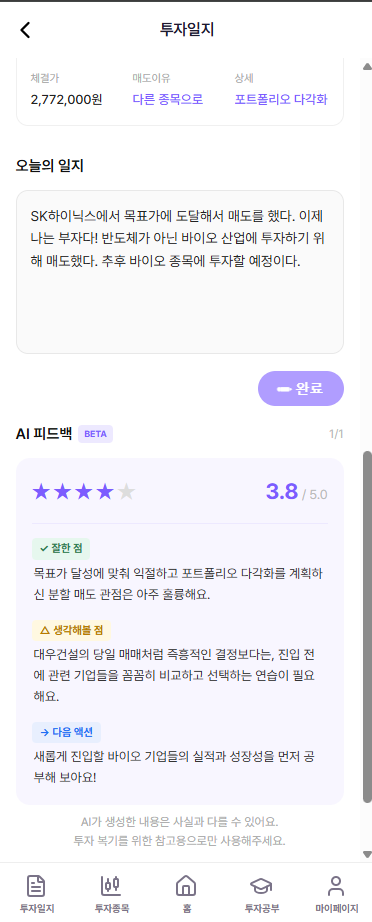 투자일지
체결가 매도이유 상세
2,772,000원 다른 종목으로 포트폴리오 다각화
오늘의 일지
SK하이닉스에서 목표가에 도달해서 매도를 했다. 이제
나는 부자다! 반도체가 아닌 바이오 산업에 투자하기 위
해 매도했다. 추후 바이오 종목에 투자할 예정이다.
완료
AI 피드백 BETA 1/1
3.8 / 5.0
✓ 잘한 점
목표가 달성에 맞춰 익절하고 포트폴리오 다각화를 계획하
신 분할 매도 관점은 아주 훌륭해요.
△ 생각해볼 점
대우건설의 당일 매매처럼 즉흥적인 결정보다는, 진입 전
에 관련 기업들을 꼼꼼히 비교하고 선택하는 연습이 필요
해요.
→ 다음 액션
새롭게 진입할 바이오 기업들의 실적과 성장성을 먼저 공
부해 보아요!
AI가 생성한 내용은 사실과 다를 수 있어요.
투자 복기를 위한 참고용으로만 사용해주세요.
투자일지 투자종목 홈 투자공부 마이페이지